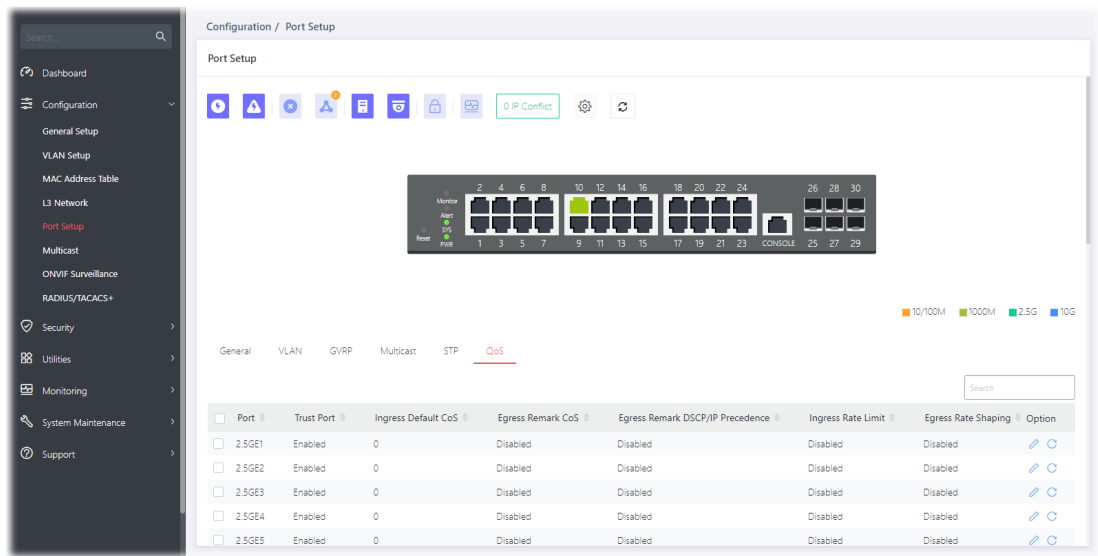 Search...
Dashboard
Configuration
General Setup
VLAN Setup
MAC Address Table
L3 Network
Port Setup
Multicast
ONVIF Surveillance
RADIUS/TACACS+
Security
Utilities
Monitoring
System Maintenance
Support
Configuration / Port Setup
Port Setup
2
0 IP Conflict
2 4 6 8 10 12 14 16 18 20 22 24 26 28 30
Monitor
Alert
SYS
Reset PWR
1 3 5 7 9 11 13 15 17 19 21 23 CONSOLE 25 27 29
10/100M 1000M 2.5G 10G
General VLAN GVRP Multicast STP QoS
Search
Port Trust Port Ingress Default CoS Egress Remark CoS Egress Remark DSCP/IP Precedence Ingress Rate Limit Egress Rate Shaping Option
2.5GE1 Enabled 0 Disabled Disabled Disabled Disabled
2.5GE2 Enabled 0 Disabled Disabled Disabled Disabled
2.5GE3 Enabled 0 Disabled Disabled Disabled Disabled
2.5GE4 Enabled 0 Disabled Disabled Disabled Disabled
2.5GE5 Enabled 0 Disabled Disabled Disabled Disabled